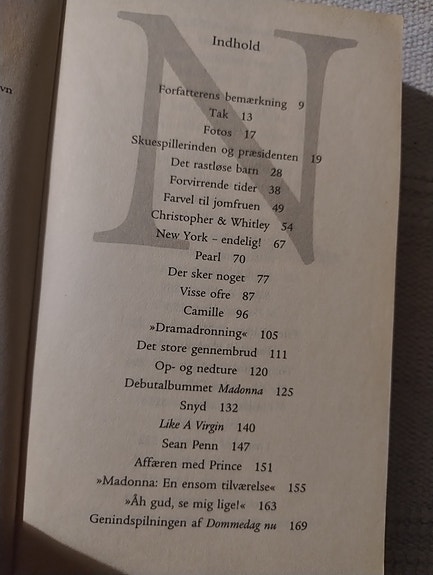 vn
N
Indhold
Forfatterens bemærkning 9
Tak 13
Fotos 17
Skuespillerinden og præsidenten 19
Det rastløse barn 28
Forvirrende tider 38
Farvel til jomfruen 49
Christopher & Whitley 54
New York – endelig! 67
Pearl 70
Der sker noget 77
Visse ofre 87
Camille 96
»Dramadronning« 105
Det store gennembrud 111
Op- og nedture 120
Debutalbummet Madonna 125
Snyd 132
Like A Virgin 140
Sean Penn 147
Affæren med Prince 151
»Madonna: En ensom tilværelse« 155
»Åh gud, se mig lige!« 163
Genindspilningen af Dommedag nu 169